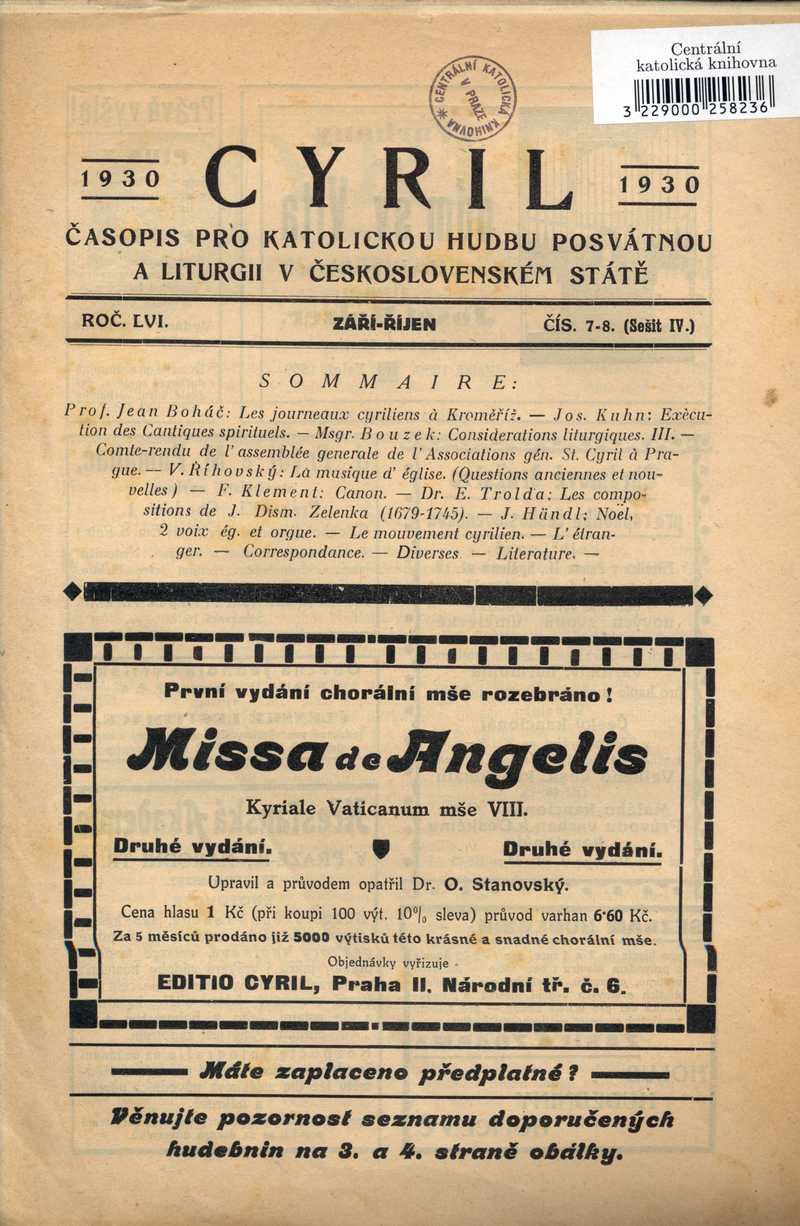 Centrální
katolická knihovna
3 229000 258236
CENTRÁLNÍ KATOLICKÁ
KNIHOVNA
V PRAZE
1930 CYRIL 1930
ČASOPIS PRO KATOLICKOU HUDBU POSVÁTNOU
A LITURGII V ČESKOSLOVENSKÉM STÁTĚ
ROČ. LVI. ZÁŘÍ-ŘÍJEN ČÍS. 7-8. (Sešit IV.)
SOMMAIRE:
Prof. Jean Boháč: Les journeaux cyriliens à Kroměříž. — Jos. Kuhn: Exècu-
tion des Cantiques spirituels. — Msgr. Bouzek: Considerations liturgiques. III. —
Comte-rendu de l'assemblée generale de l'Associations gén. St. Cyril à Pra-
gue. — V. Říhovský: La musique d'église. (Questions anciennes et nou-
velles) — F. Klement: Canon. — Dr. E. Trolda: Les compo-
sitions de J. Dism. Zelenka (1679-1745). — J. Händl: Noël,
2 voix ég. et orgue. — Le mouvement cyrilien. — L'étran-
ger. — Correspondance. — Diverses — Literature. —
První vydání chorální mše rozebráno!
Missa de Angelis
Kyriale Vaticanum mše VIII.
Druhé vydání. Druhé vydání.
Upravil a průvodem opatřil Dr. O. Stanovský.
Cena hlasu 1 Kč (při koupi 100 výt. 10% sleva) průvod varhan 6·60 Kč.
Za 5 měsíců prodáno již 5000 výtisků této krásné a snadné chorální mše.
Objednávky vyřizuje
EDITIO CYRIL, Praha II. Národní tř. č. 6.
Máte zaplaceno předplatné?
Věnujte pozornost seznamu doporučených
hudebnin na 3. a 4. straně obálky.